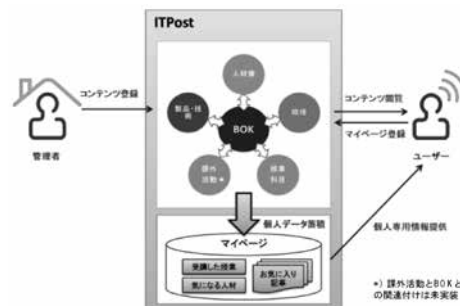 ITPost
人材像
コンテンツ登録
製品・技
術
BOK
職種
コンテンツ閲覧
マイページ登録
管理者
ユーザー
課外
活動*
授業
科目
個人データ蓄積
マイページ
個人専用情報提供
受講した授業
気になる人材
お気に入り
記事
*) 課外活動とBOKと
の関連付けは未実装